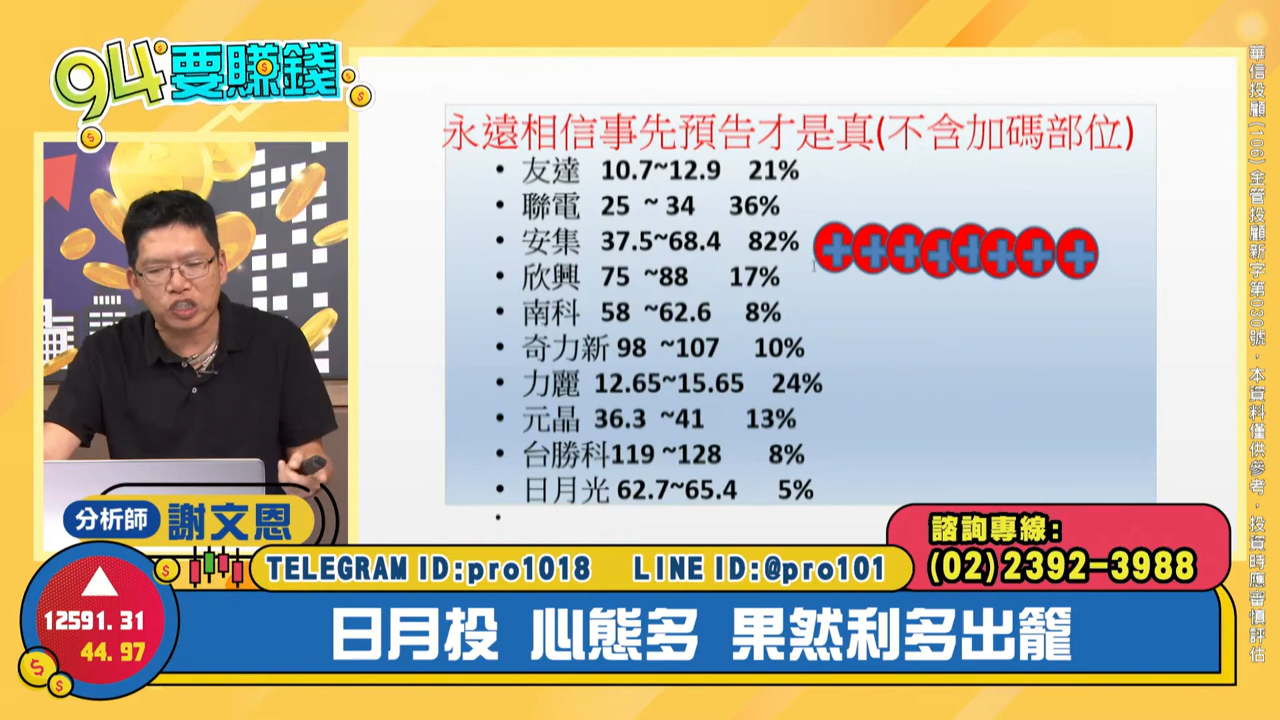 94要賺錢
永遠相信事先預告才是真(不含加碼部位)
• 友達 10.7~12.9 21%
• 聯電 25 ~ 34 36%
• 安集 37.5~68.4 82%
• 欣興 75 ~88 17%
• 南科 58 ~62.6 8%
• 奇力新 98 ~107 10%
• 力麗 12.65~15.65 24%
• 元晶 36.3 ~41 13%
• 台勝科119 ~128 8%
• 日月光 62.7~65.4 5%
華信投顧(106)金管投顧新字第030號，本資料僅供參考，投資時應審慎評估
分析師 謝文恩
諮詢專線:
(02)2392-3988
TELEGRAM ID:pro1018 LINE ID:@pro101
12591.31
44.97
日月投 心態多 果然利多出籠